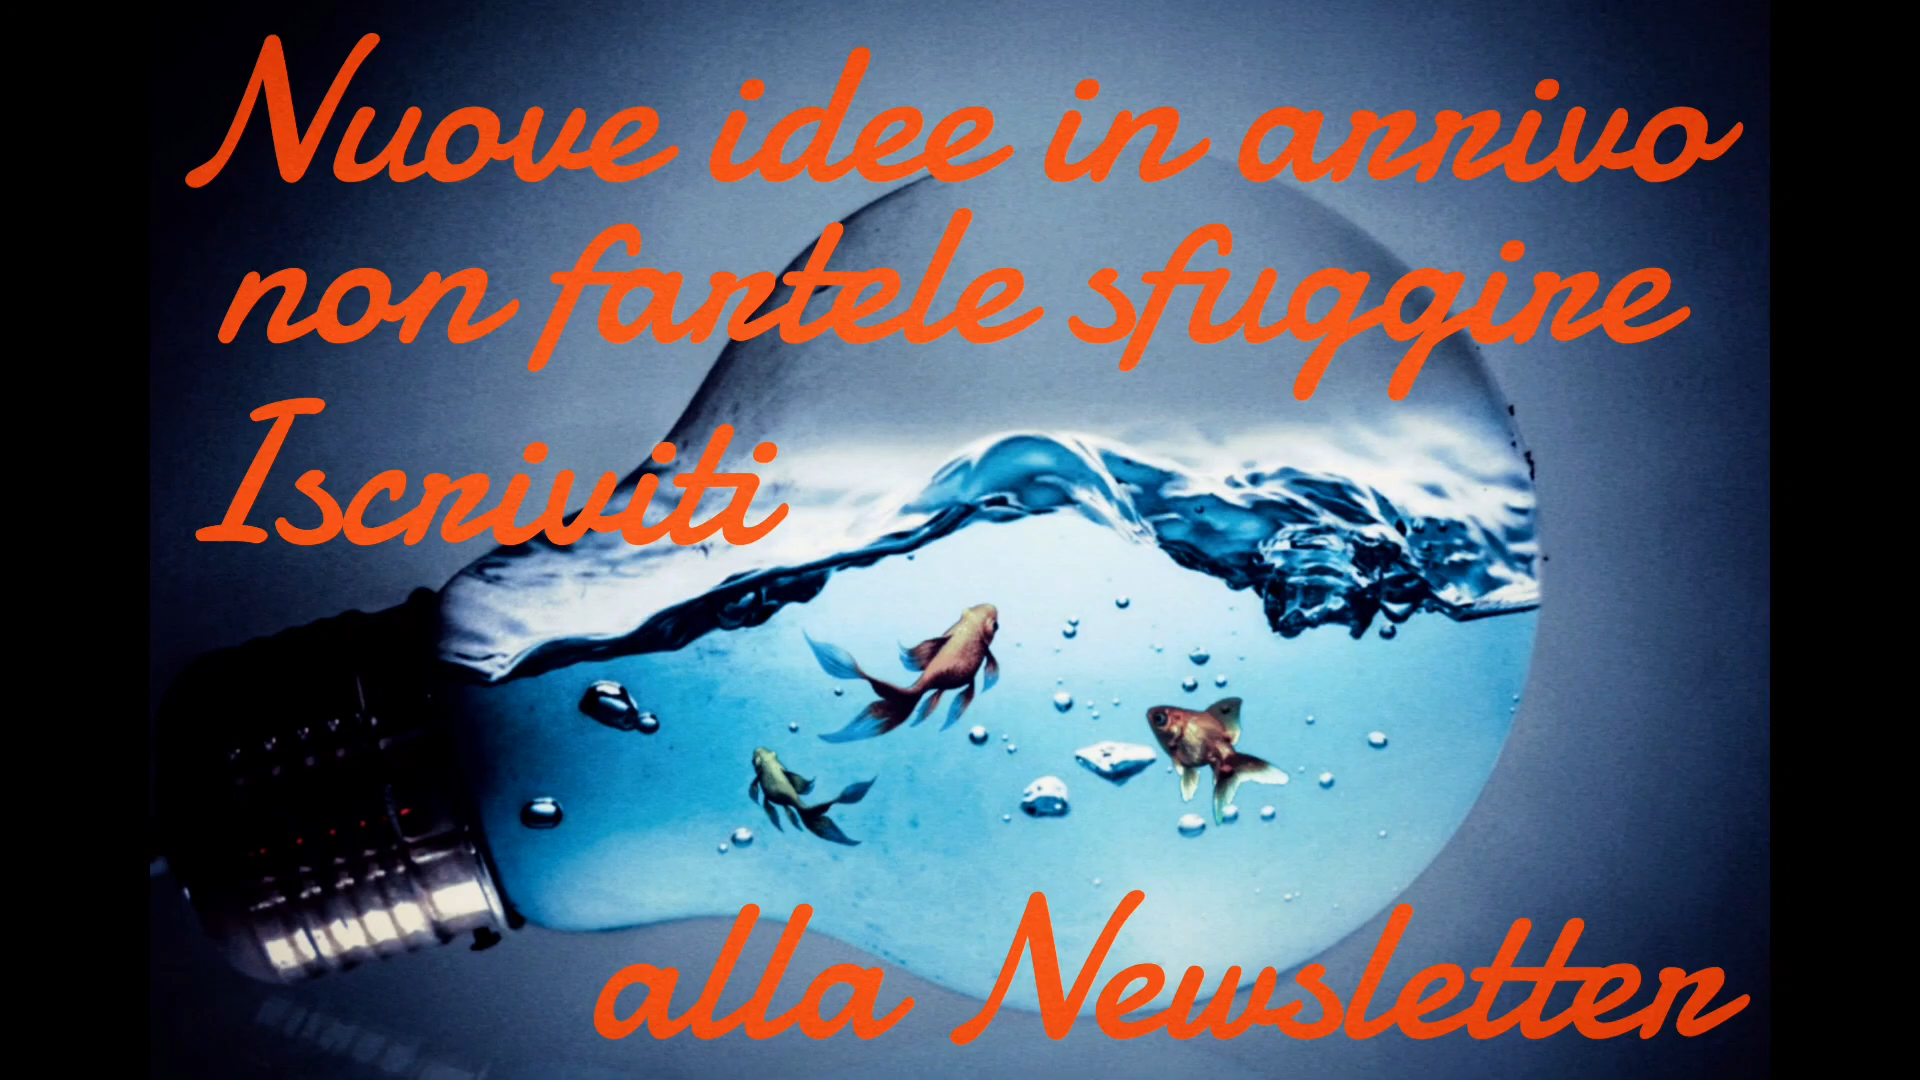 Nuove idee in arrivo
non fartele sfuggire
Iscriviti
alla Newsletter